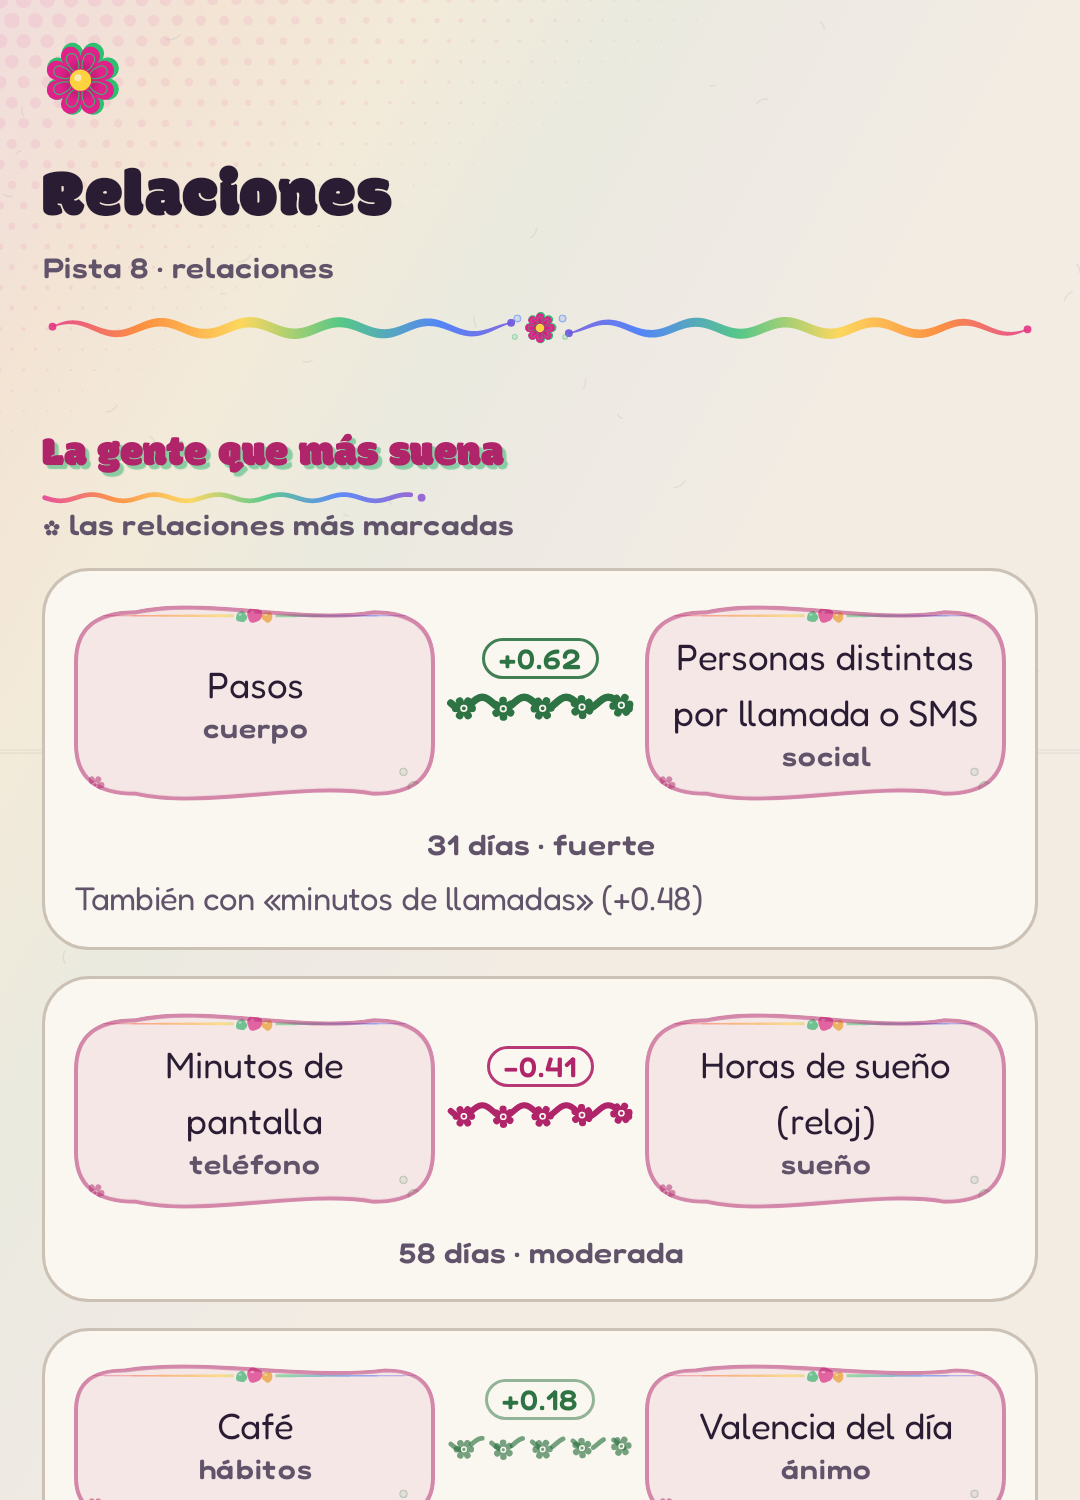 Relaciones
Pista 8 · relaciones
La gente que más suena
las relaciones más marcadas
Pasos
cuerpo
+0.62
Personas distintas
por llamada o SMS
social
31 días · fuerte
También con «minutos de llamadas» (+0.48)
Minutos de
pantalla
teléfono
-0.41
Horas de sueño
(reloj)
sueño
58 días · moderada
Café
hábitos
+0.18
Valencia del día
ánimo